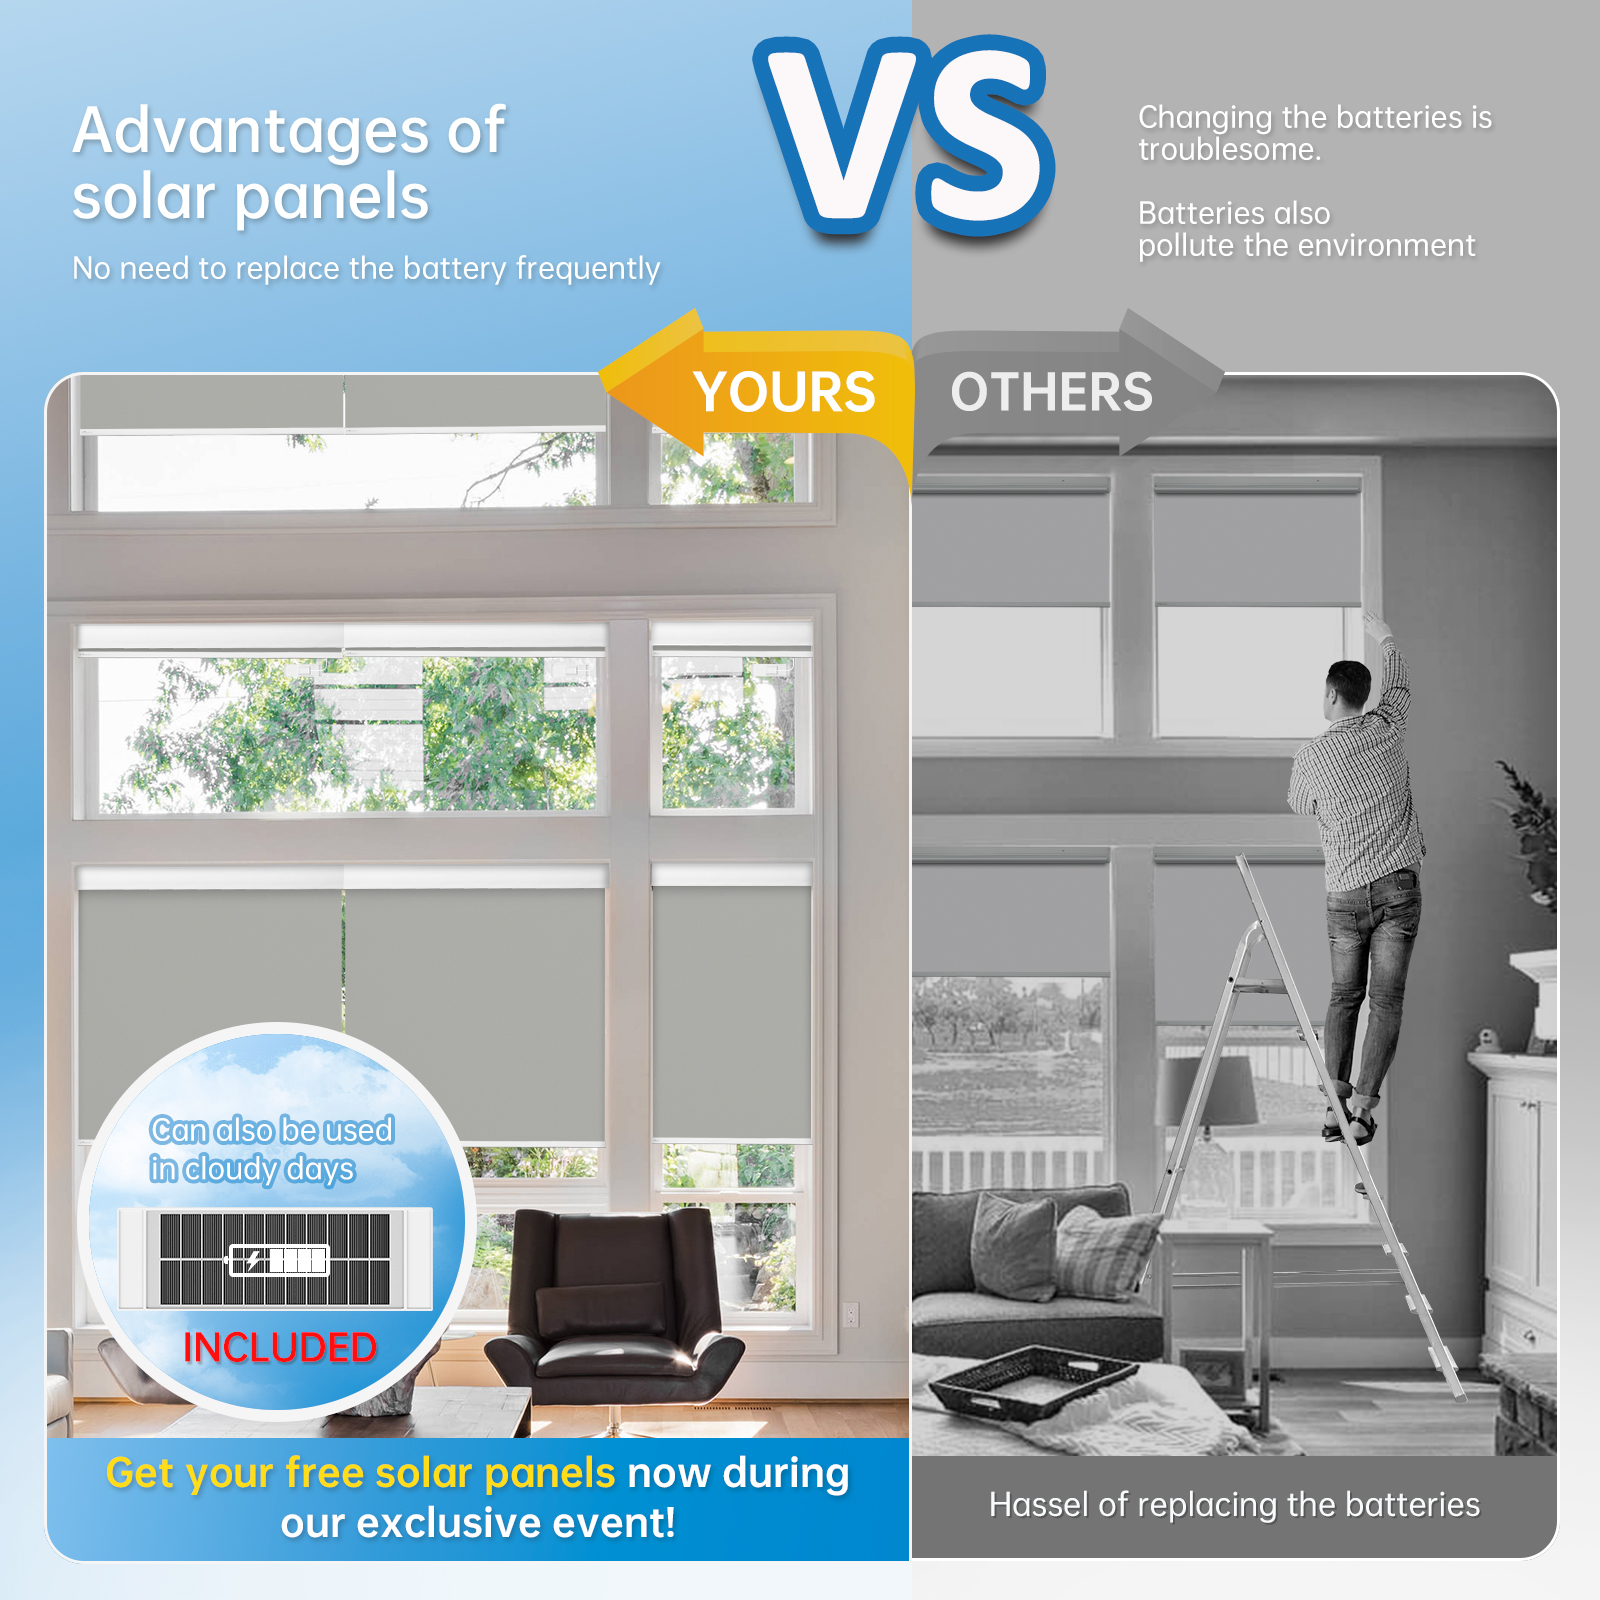 Advantages of
solar panels
No need to replace the battery frequently
VS
Changing the batteries is
troublesome.
Batteries also
pollute the environment
YOURS
OTHERS
Can also be used
in cloudy days
INCLUDED
Get your free solar panels now during
our exclusive event!
Hassel of replacing the batteries